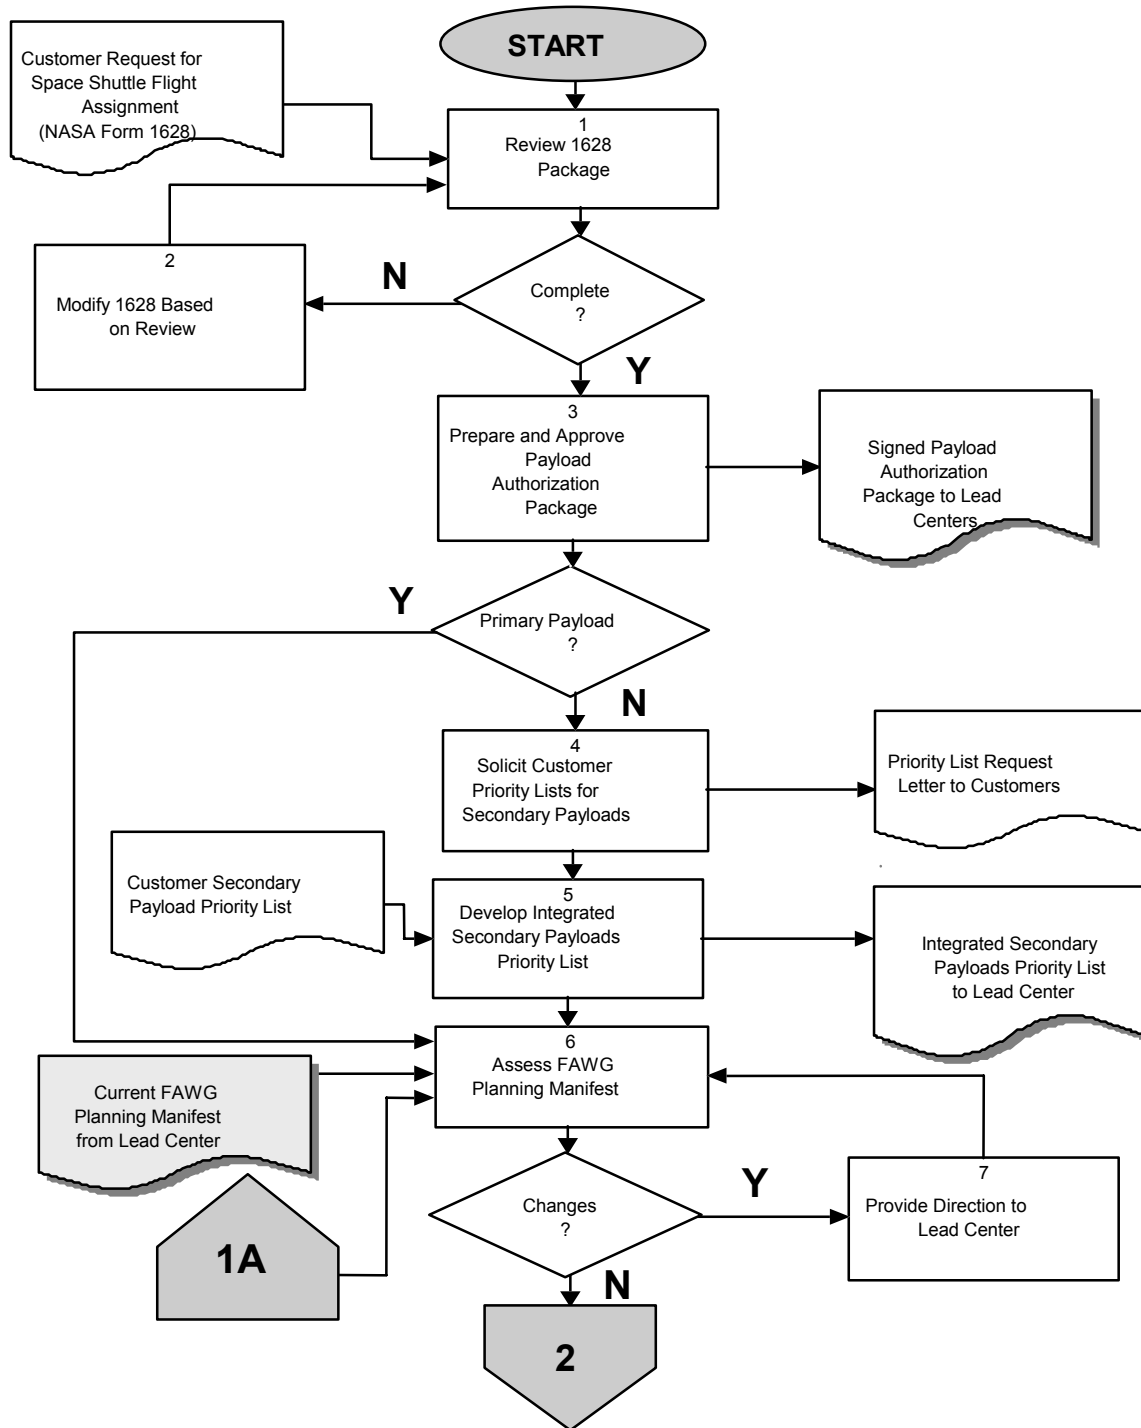 START
Customer Request for
Space Shuttle Flight
Assignment
(NASA Form 1628)
1
Review 1628
Package
2
Modify 1628 Based
on Review
N
Complete
?
Y
3
Prepare and Approve
Payload
Authorization
Package
Signed Payload
Authorization
Package to Lead
Centers
Y
Primary Payload
?
N
4
Solicit Customer
Priority Lists for
Secondary Payloads
Priority List Request
Letter to Customers
Customer Secondary
Payload Priority List
5
Develop Integrated
Secondary Payloads
Priority List
Integrated Secondary
Payloads Priority List
to Lead Center
6
Assess FAWG
Planning Manifest
Current FAWG
Planning Manifest
from Lead Center
1A
Changes
?
Y
7
Provide Direction to
Lead Center
N
2